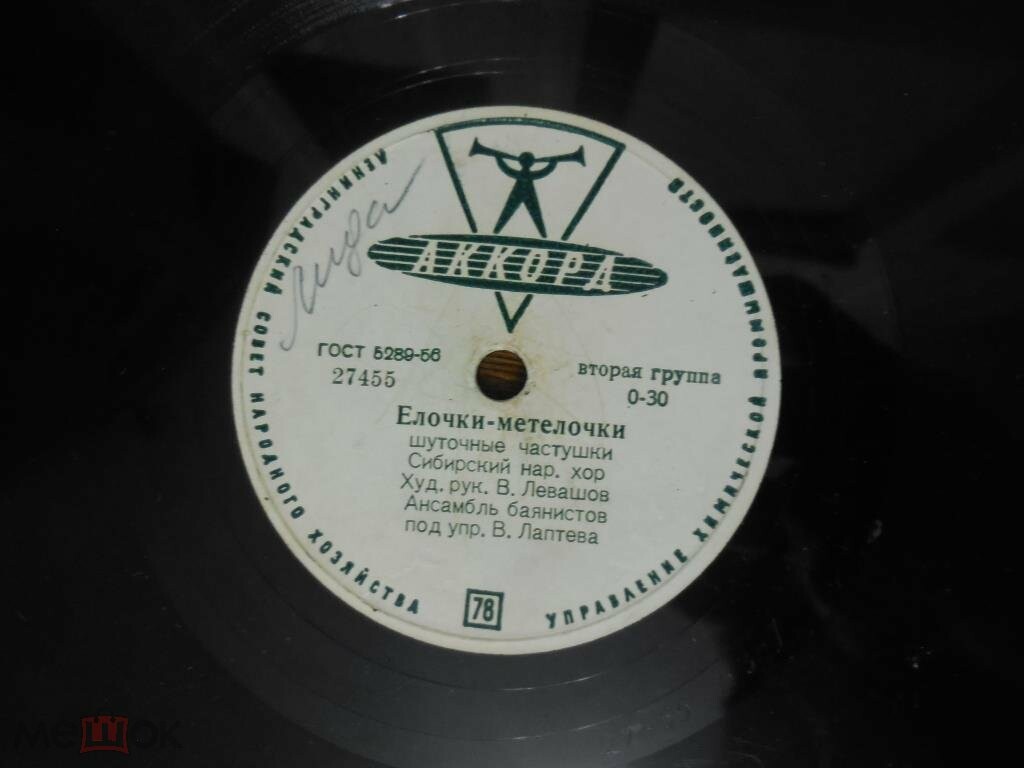 АККОРД
ЛЕНИНГРАДСКИЙ СОВЕТ НАРОДНОГО ХОЗЯЙСТВА
УПРАВЛЕНИЕ ХИМИЧЕСКОЙ ПРОМЫШЛЕННОСТИ
Лида
ГОСТ 5289-56
27455
вторая группа
0-30
Елочки-метелочки
шуточные частушки
Сибирский нар. хор
Худ. рук. В. Левашов
Ансамбль баянистов
под упр. В. Лаптева
78
мешок